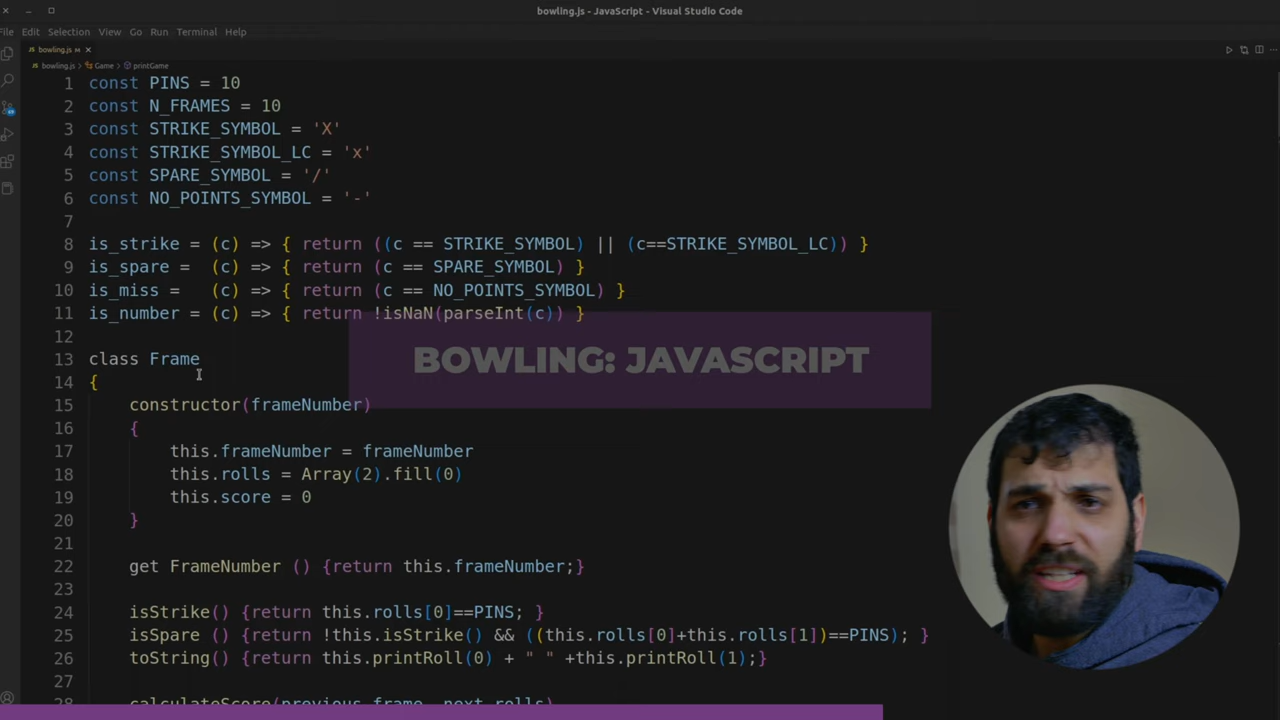 bowling.js - JavaScript - Visual Studio Code
File Edit Selection View Go Run Terminal Help
bowling.js M
bowling.js > Game > printGame
1 const PINS = 10
2 const N_FRAMES = 10
3 const STRIKE_SYMBOL = 'X'
4 const STRIKE_SYMBOL_LC = 'x'
5 const SPARE_SYMBOL = '/'
6 const NO_POINTS_SYMBOL = '-'
7
8 is_strike = (c) => { return ((c == STRIKE_SYMBOL) || (c==STRIKE_SYMBOL_LC)) }
9 is_spare =  (c) => { return (c == SPARE_SYMBOL) }
10 is_miss =   (c) => { return (c == NO_POINTS_SYMBOL) }
11 is_number = (c) => { return !isNaN(parseInt(c)) }
12
BOWLING: JAVASCRIPT
13 class Frame
14 {
15 constructor(frameNumber)
16 {
17 this.frameNumber = frameNumber
18 this.rolls = Array(2).fill(0)
19 this.score = 0
20 }
21
22 get FrameNumber () {return this.frameNumber;}
23
24 isStrike() {return this.rolls[0]==PINS; }
25 isSpare () {return !this.isStrike() && ((this.rolls[0]+this.rolls[1])==PINS); }
26 toString() {return this.printRoll(0) + " " +this.printRoll(1);}
27
28 calculateScore(previous_frame, next_rolls)